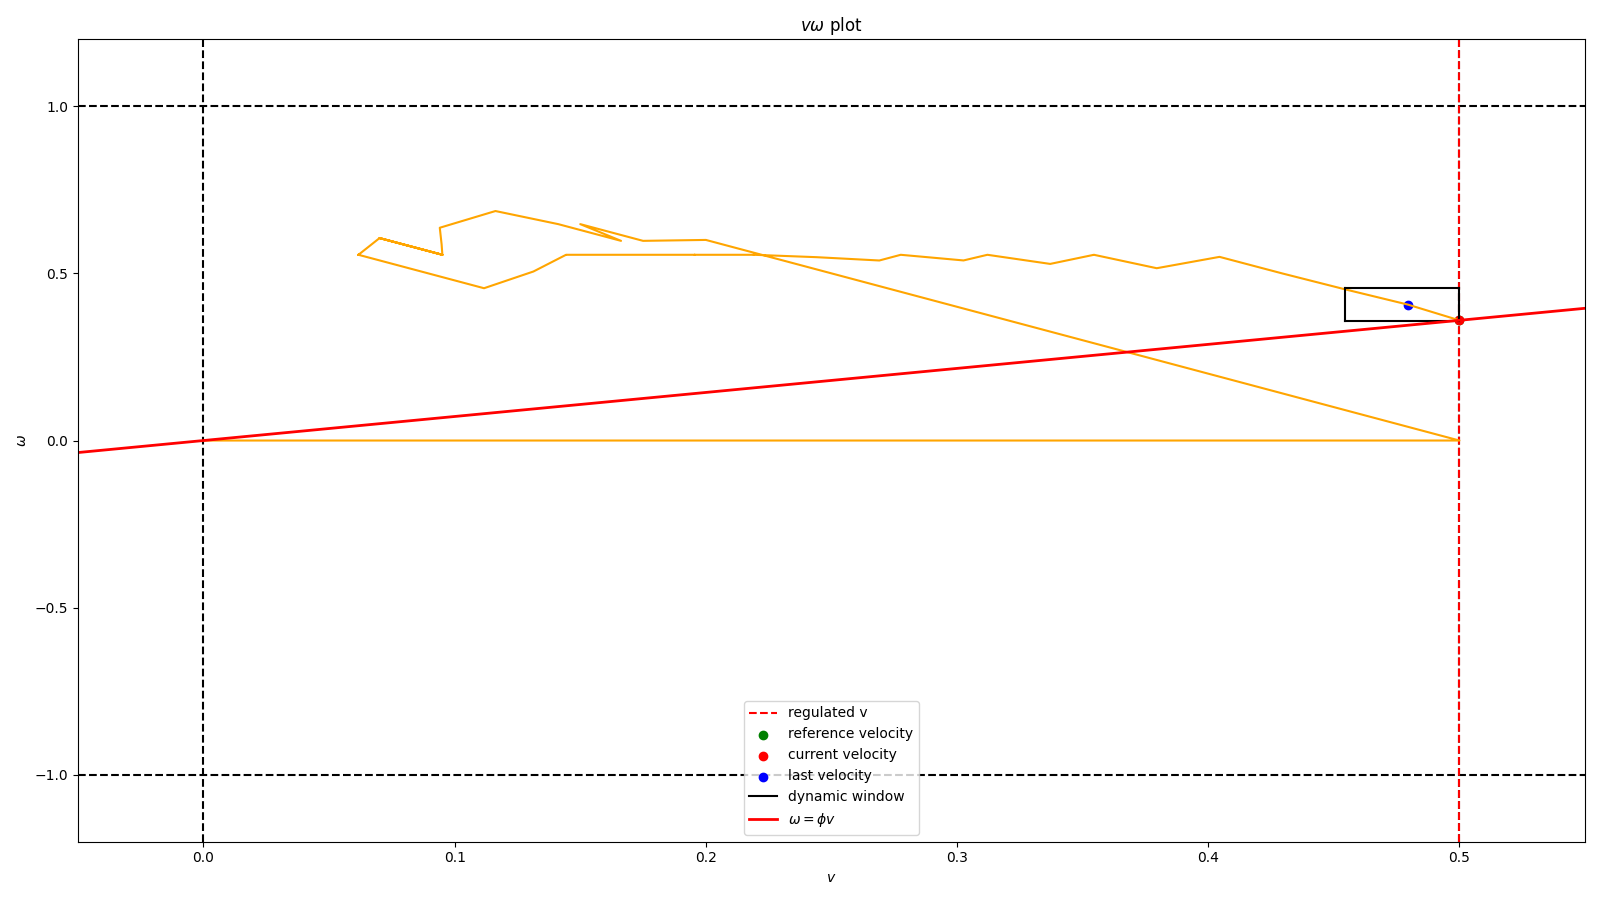 vω plot
1.0
0.5
0.0
−0.5
−1.0
ω
0.0 0.1 0.2 0.3 0.4 0.5
v
regulated v
reference velocity
current velocity
last velocity
dynamic window
ω = ϕv